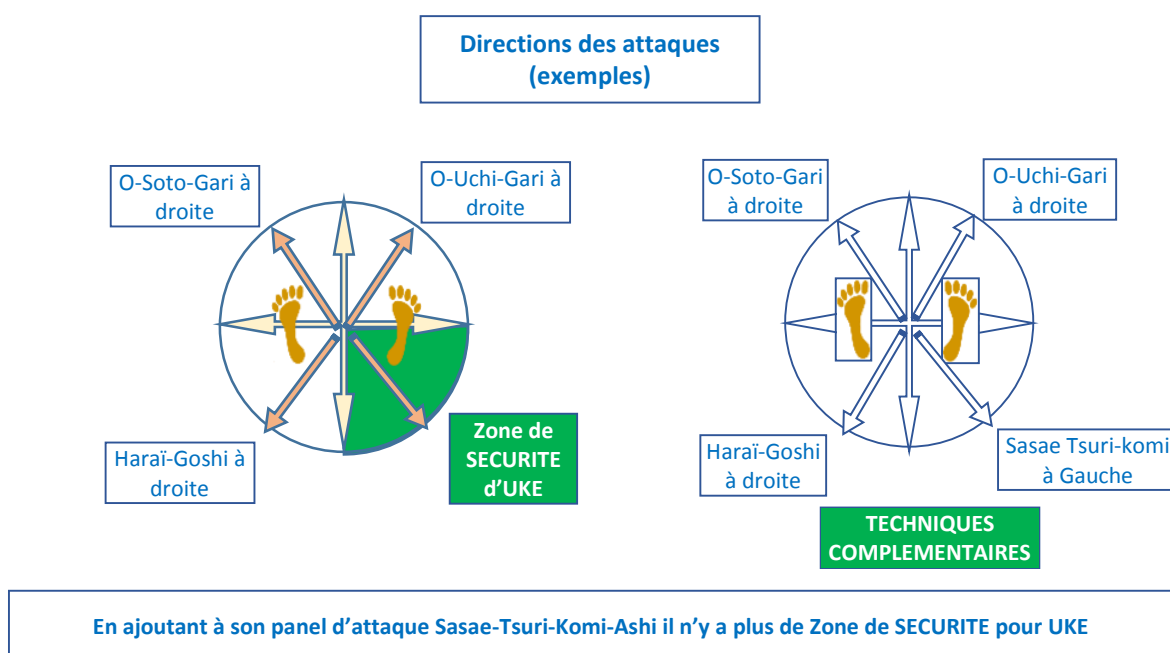 Directions des attaques
(exemples)
O-Soto-Gari à
droite
O-Uchi-Gari à
droite
Haraï-Goshi à
droite
Zone de
SECURITE
d'UKE
O-Soto-Gari
à droite
O-Uchi-Gari
à droite
Haraï-Goshi
à droite
Sasae Tsuri-komi
à Gauche
TECHNIQUES
COMPLEMENTAIRES
En ajoutant à son panel d'attaque Sasae-Tsuri-Komi-Ashi il n'y a plus de Zone de SECURITE pour UKE